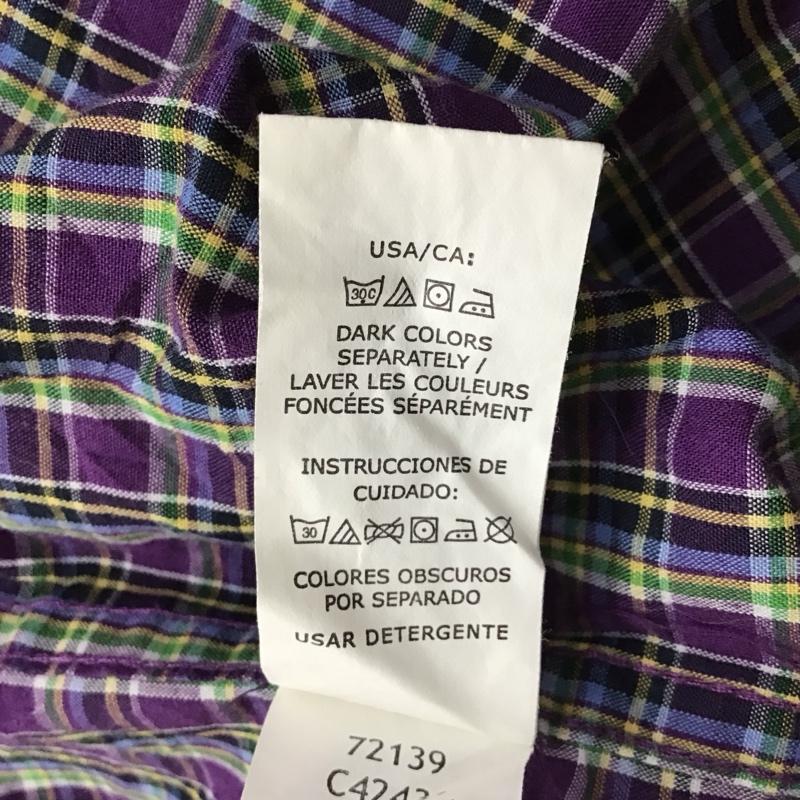 USA/CA:
30C
DARK COLORS
SEPARATELY /
LAVER LES COULEURS
FONCÉES SÉPARÉMENT
INSTRUCCIONES DE
CUIDADO:
30
COLORES OBSCUROS
POR SEPARADO
USAR DETERGENTE
72139